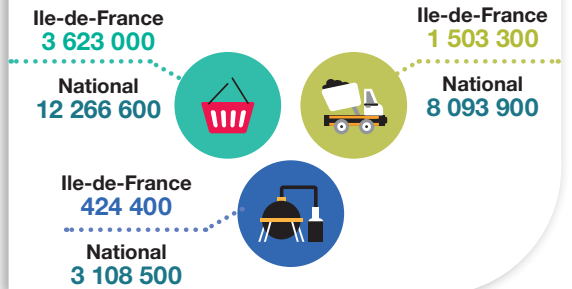 Ile-de-France
3 623 000
National
12 266 600
Ile-de-France
1 503 300
National
8 093 900
Ile-de-France
424 400
National
3 108 500